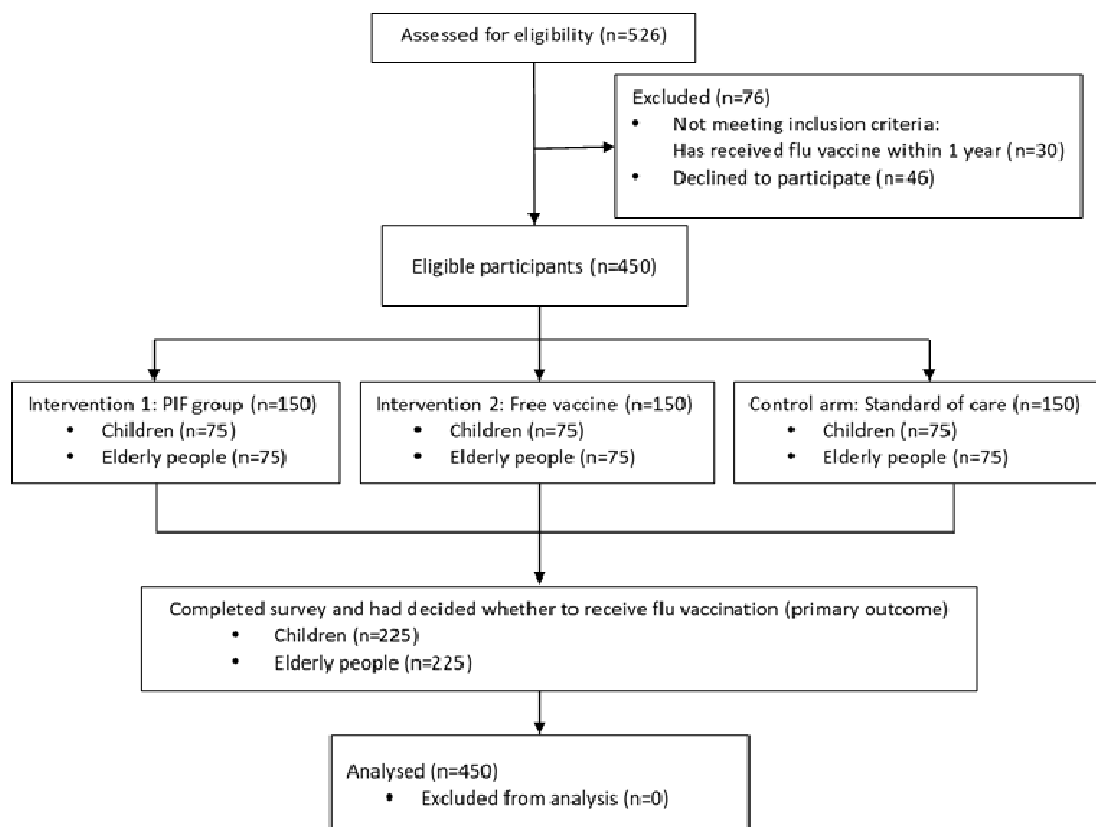 Assessed for eligibility (n=526)
Excluded (n=76)
• Not meeting inclusion criteria:
Has received flu vaccine within 1 year (n=30)
• Declined to participate (n=46)
Eligible participants (n=450)
Intervention 1: PIF group (n=150)
• Children (n=75)
• Elderly people (n=75)
Intervention 2: Free vaccine (n=150)
• Children (n=75)
• Elderly people (n=75)
Control arm: Standard of care (n=150)
• Children (n=75)
• Elderly people (n=75)
Completed survey and had decided whether to receive flu vaccination (primary outcome)
• Children (n=225)
• Elderly people (n=225)
Analysed (n=450)
• Excluded from analysis (n=0)